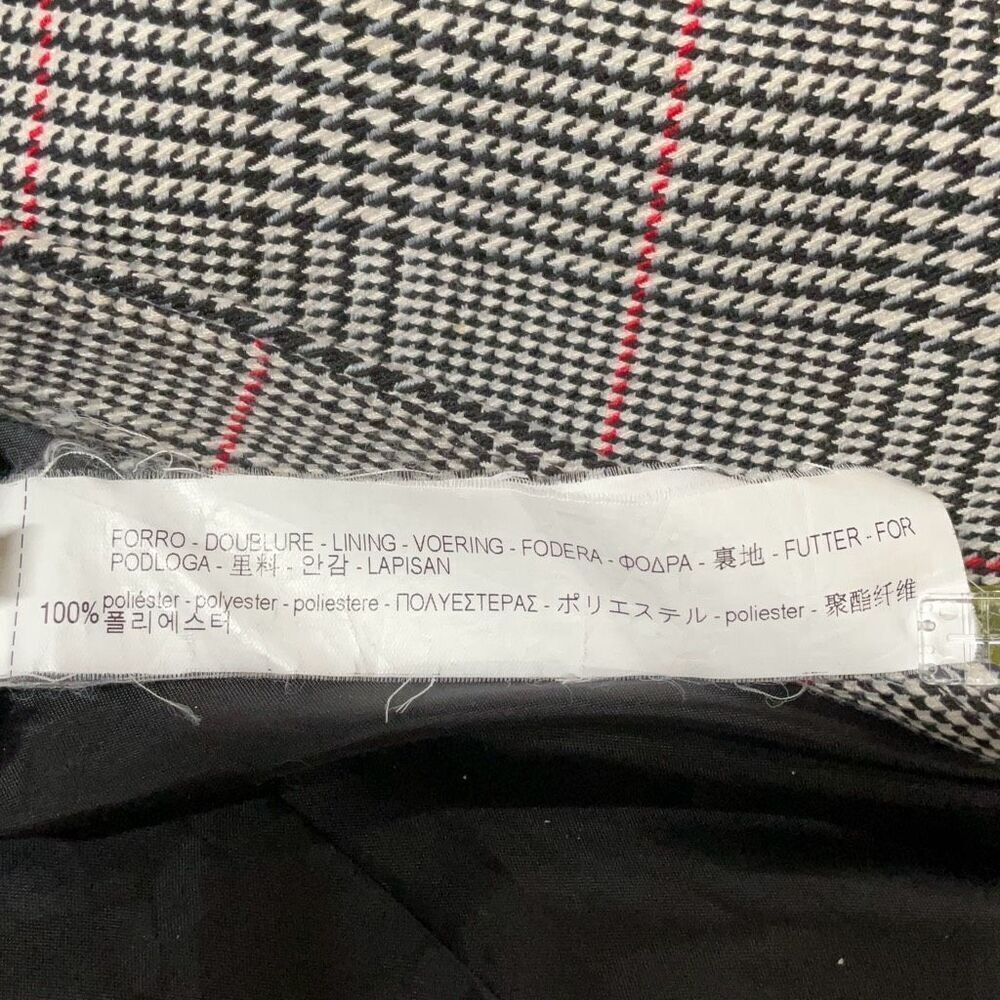 FORRO - DOUBLURE - LINING - VOERING - FODERA - ΦΟΔΡΑ - 裏地 - FUTTER - FOR
PODLOGA - 里料 - 안감 - LAPISAN
100% poliéster - polyester - poliestere - ΠΟΛΥΕΣΤΕΡΑΣ - ポリエステル - poliester - 聚酯纤维
폴리에스터